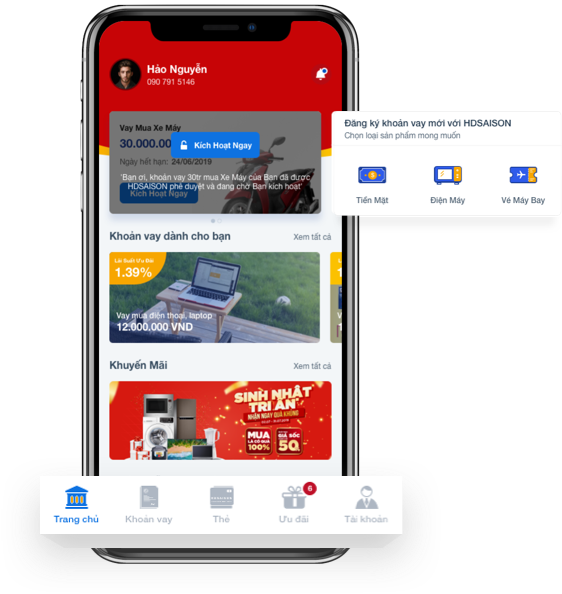 Hảo Nguyễn
090 791 5146
Vay Mua Xe Máy
30.000.00
Kích Hoạt Ngay
Ngày hết hạn: 24/06/2019
'Bạn ơi, khoản vay 30tr mua Xe Máy của Bạn đã được
HDSAISON phê duyệt và đang chờ Bạn kích hoạt'
Kích Hoạt Ngay
Đăng ký khoản vay mới với HDSAISON
Chọn loại sản phẩm mong muốn
Tiền Mặt
Điện Máy
Vé Máy Bay
Khoản vay dành cho bạn
Xem tất cả
Lãi Suất Ưu Đãi
1.39%
Vay mua điện thoại, laptop
12.000.000 VND
Khuyến Mãi
Xem tất cả
SINH NHẬT
TRI ÂN
NHẬN NGAY QUÀ KHỦNG
MUA
LÀ CÓ QUÀ
100%
GIÁ SỐC
50
6
Trang chủ
Khoản vay
Thẻ
Ưu đãi
Tài khoản